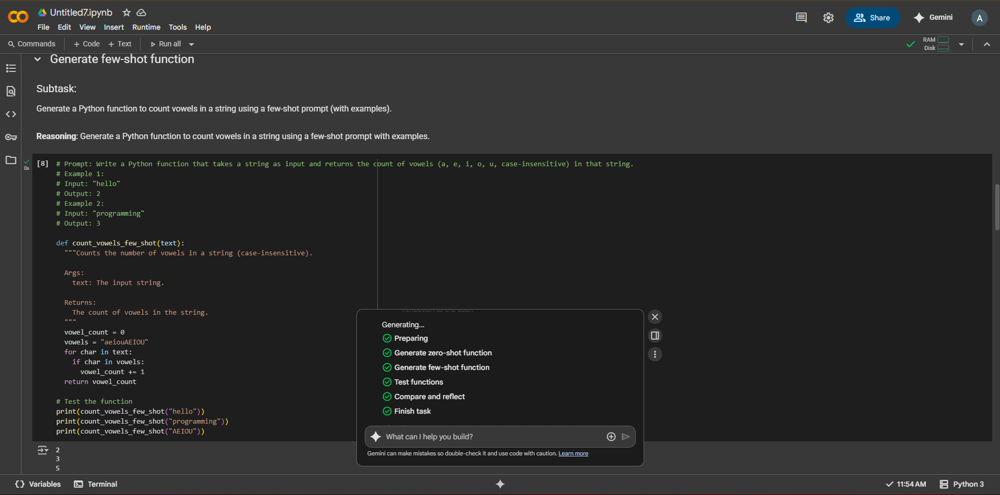 Untitled7.ipynb
File Edit View Insert Runtime Tools Help
Share
Gemini
A
Commands + Code + Text Run all
RAM
Disk
Generate few-shot function
Subtask:
Generate a Python function to count vowels in a string using a few-shot prompt (with examples).
Reasoning: Generate a Python function to count vowels in a string using a few-shot prompt with examples.
0s
[8] # Prompt: Write a Python function that takes a string as input and returns the count of vowels (a, e, i, o, u, case-insensitive) in that string.
# Example 1:
# Input: "hello"
# Output: 2
# Example 2:
# Input: "programming"
# Output: 3
def count_vowels_few_shot(text):
"""Counts the number of vowels in a string (case-insensitive).
Args:
text: The input string.
Returns:
The count of vowels in the string.
"""
vowel_count = 0
vowels = "aeiouAEIOU"
for char in text:
if char in vowels:
vowel_count += 1
return vowel_count
# Test the function
print(count_vowels_few_shot("hello"))
print(count_vowels_few_shot("programming"))
print(count_vowels_few_shot("AEIOU"))
2
3
5
Generating...
Preparing
Generate zero-shot function
Generate few-shot function
Test functions
Compare and reflect
Finish task
What can I help you build?
Gemini can make mistakes so double-check it and use code with caution. Learn more
Variables Terminal
11:54 AM Python 3